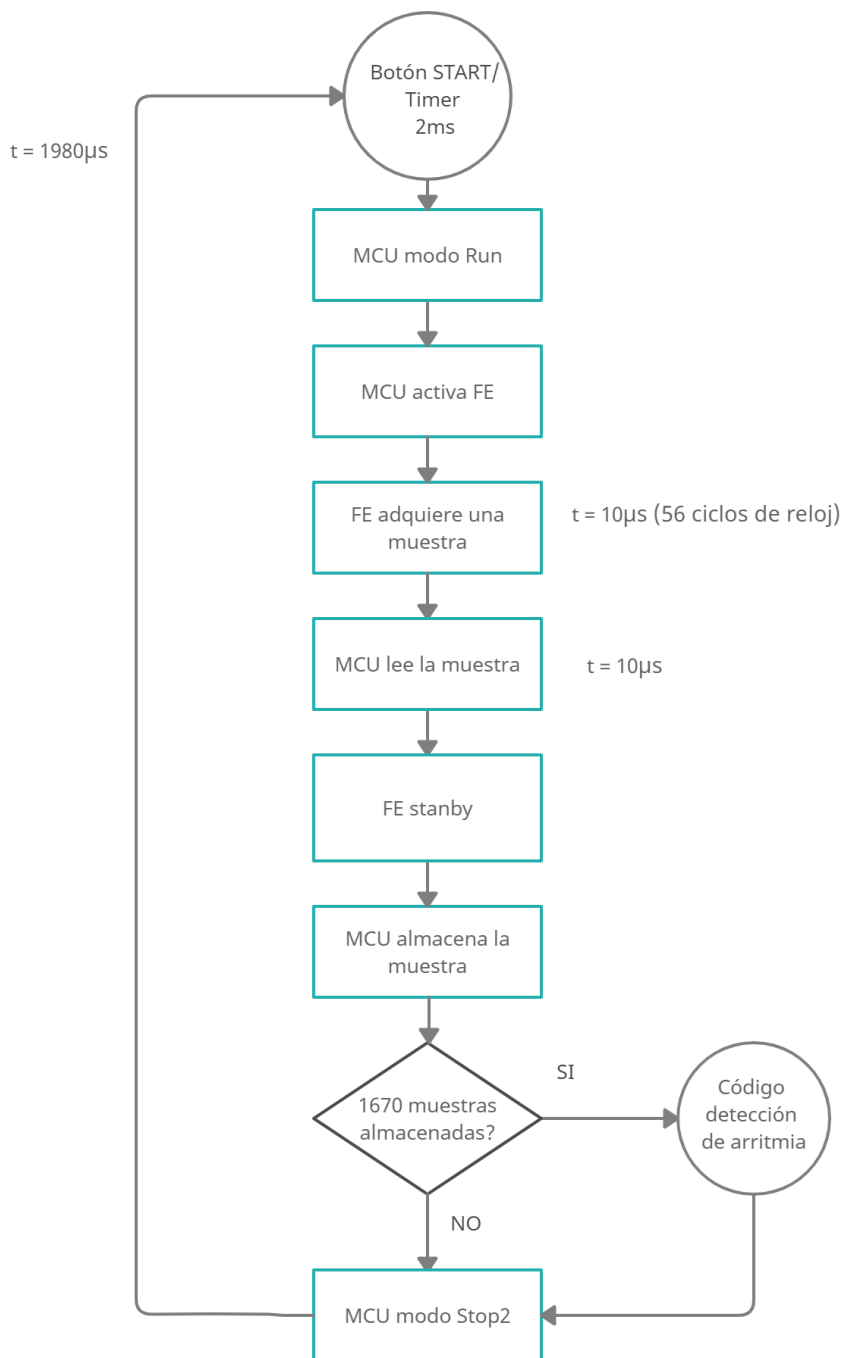 Botón START/
Timer
2ms
t = 1980µs
MCU modo Run
MCU activa FE
FE adquiere una
muestra
t = 10µs (56 ciclos de reloj)
MCU lee la muestra
t = 10µs
FE stanby
MCU almacena la
muestra
1670 muestras
almacenadas?
SI
Código
detección
de arritmia
NO
MCU modo Stop2